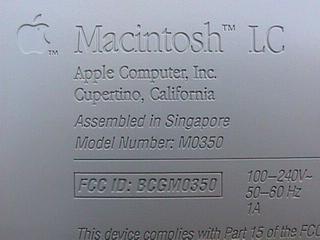 Macintosh™ LC
Apple Computer, Inc.
Cupertino, California
Assembled in Singapore
Model Number: M0350
FCC ID: BCGM0350
100-240V~
50-60 Hz
1A
This device complies with Part 15 of the FCC